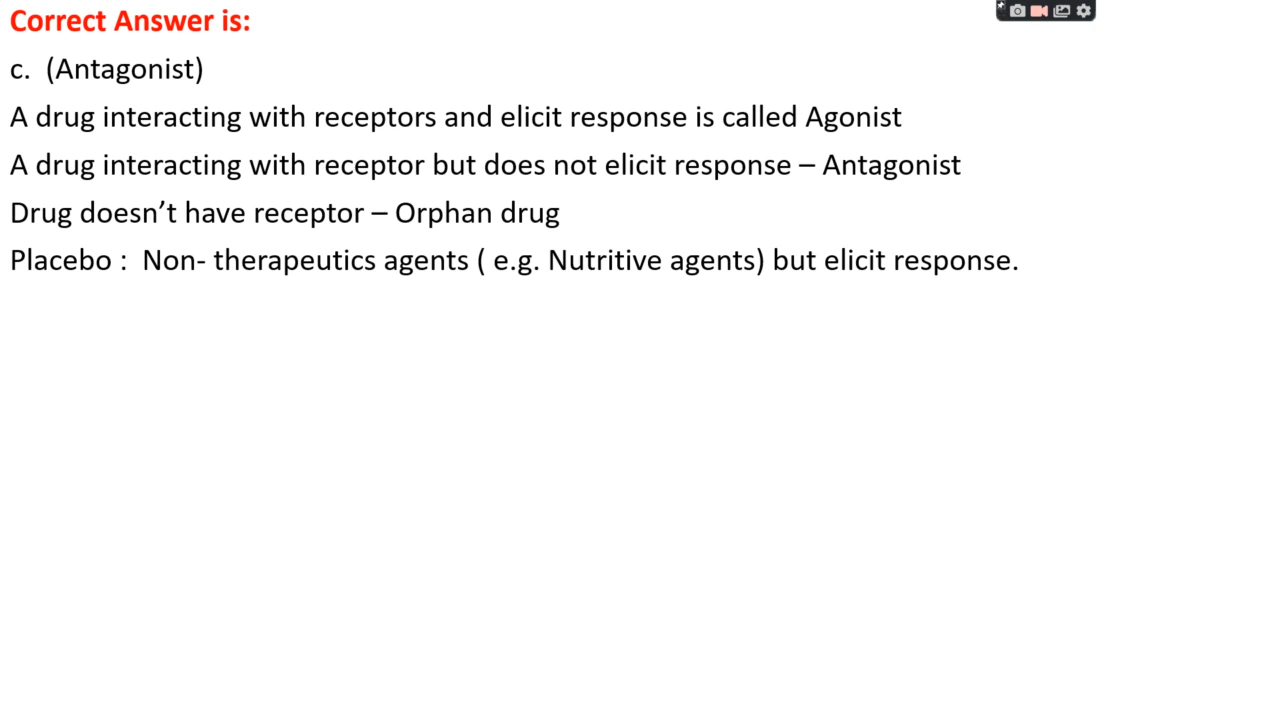 Correct Answer is:
c.  (Antagonist)
A drug interacting with receptors and elicit response is called Agonist
A drug interacting with receptor but does not elicit response – Antagonist
Drug doesn’t have receptor – Orphan drug
Placebo :  Non- therapeutics agents ( e.g. Nutritive agents) but elicit response.